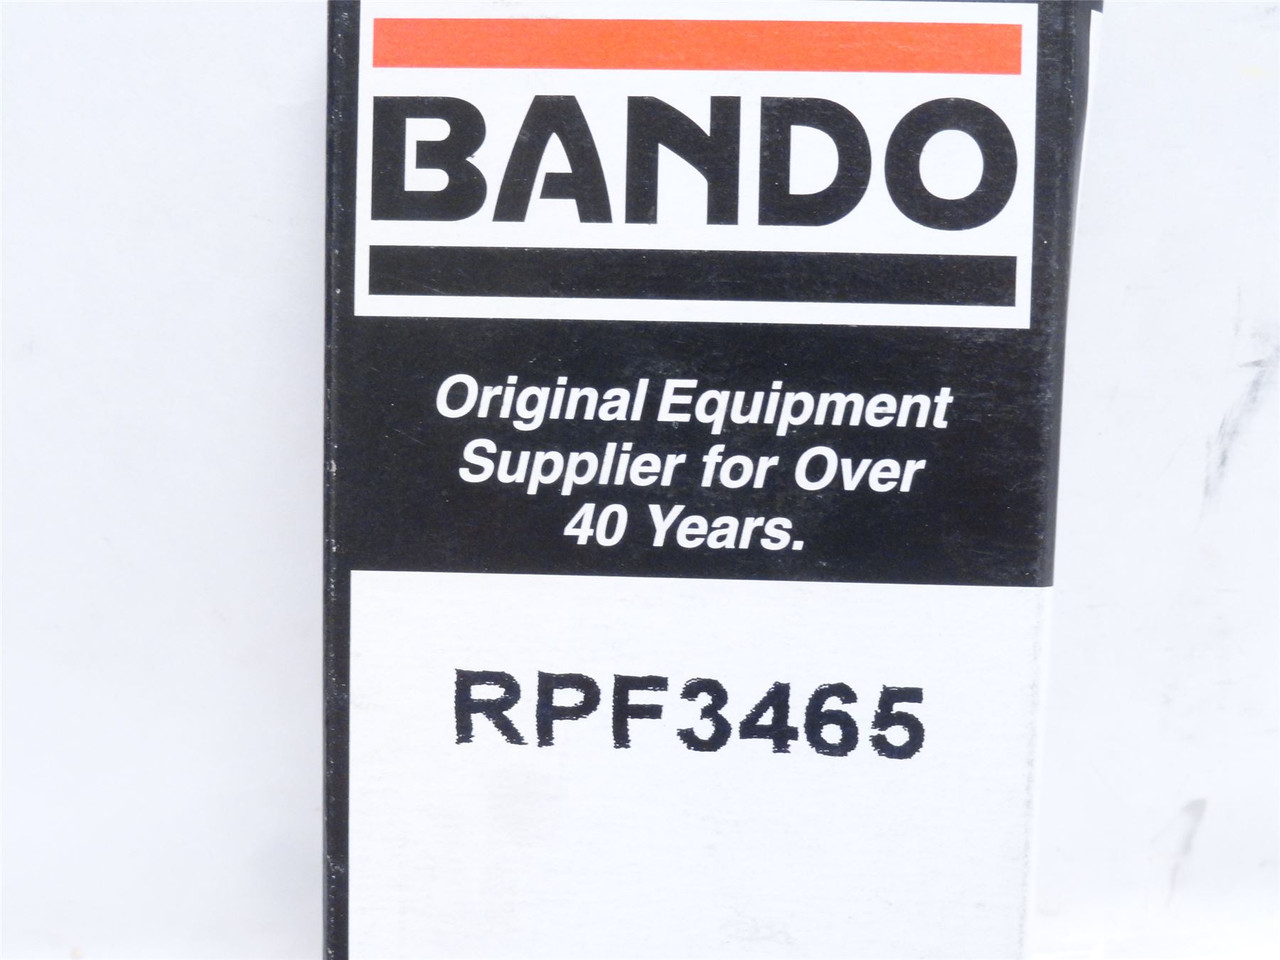 BANDO
Original Equipment
Supplier for Over
40 Years.
RPF3465